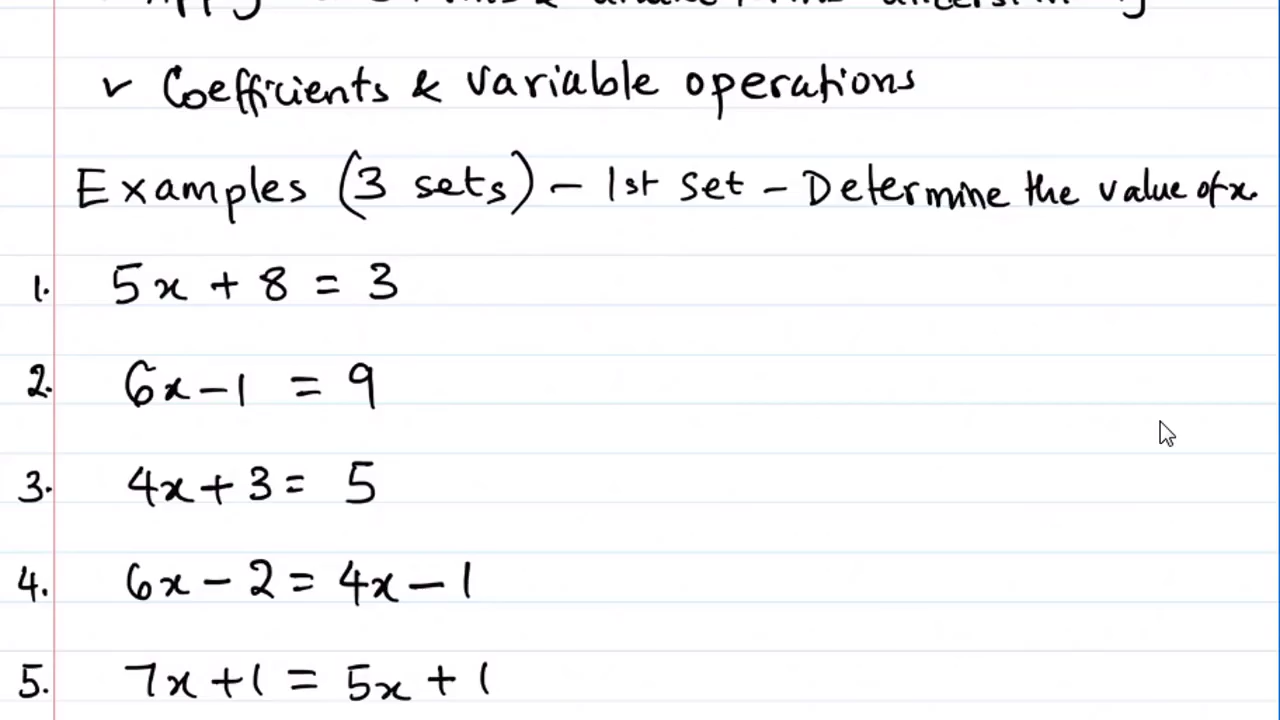 ✓ Coefficients & variable operations
Examples (3 sets) - 1st set - Determine the value of x.
1. 5x + 8 = 3
2. 6x - 1 = 9
3. 4x + 3 = 5
4. 6x - 2 = 4x - 1
5. 7x + 1 = 5x + 1